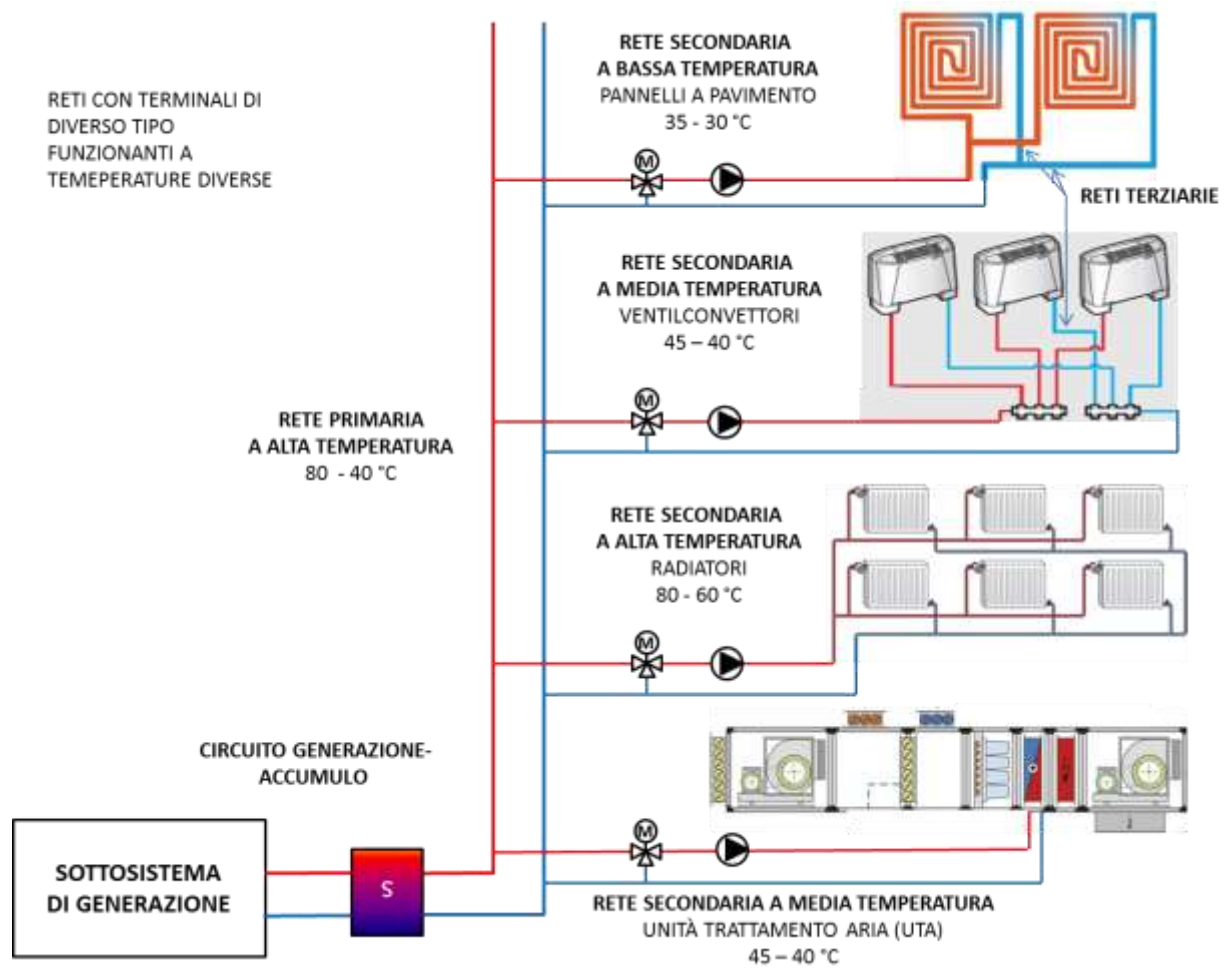 RETE SECONDARIA
A BASSA TEMPERATURA
PANNELLI A PAVIMENTO
35 - 30 °C
RETI CON TERMINALI DI
DIVERSO TIPO
FUNZIONANTI A
TEMEPERATURE DIVERSE
M
RETI TERZIARIE
RETE SECONDARIA
A MEDIA TEMPERATURA
VENTILCONVETTORI
45 – 40 °C
M
RETE PRIMARIA
A ALTA TEMPERATURA
80 - 40 °C
RETE SECONDARIA
A ALTA TEMPERATURA
RADIATORI
80 - 60 °C
M
CIRCUITO GENERAZIONE-
ACCUMULO
M
SOTTOSISTEMA
DI GENERAZIONE
S
RETE SECONDARIA A MEDIA TEMPERATURA
UNITÀ TRATTAMENTO ARIA (UTA)
45 – 40 °C